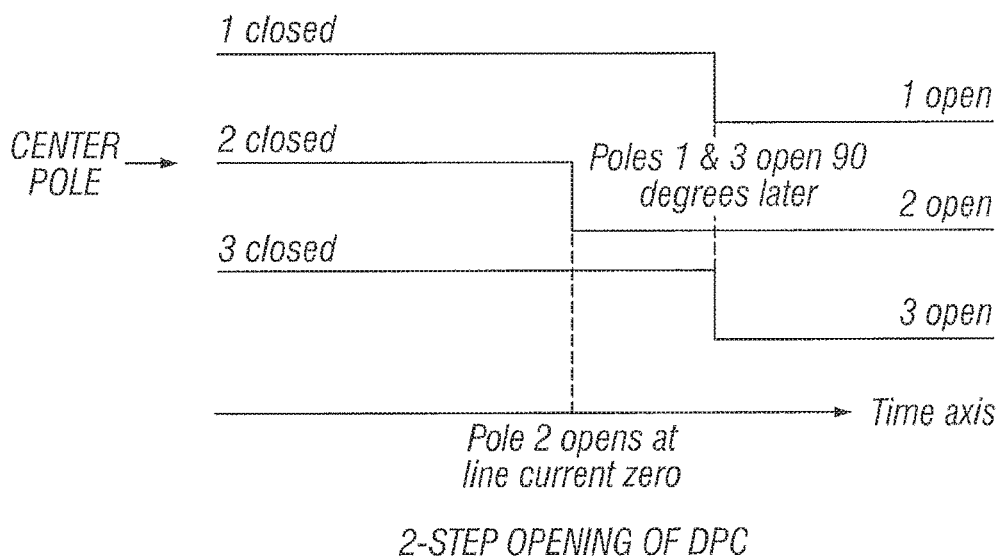 1 closed
1 open
CENTER
POLE
2 closed
Poles 1 & 3 open 90
degrees later
2 open
3 closed
3 open
Time axis
Pole 2 opens at
line current zero
2-STEP OPENING OF DPC